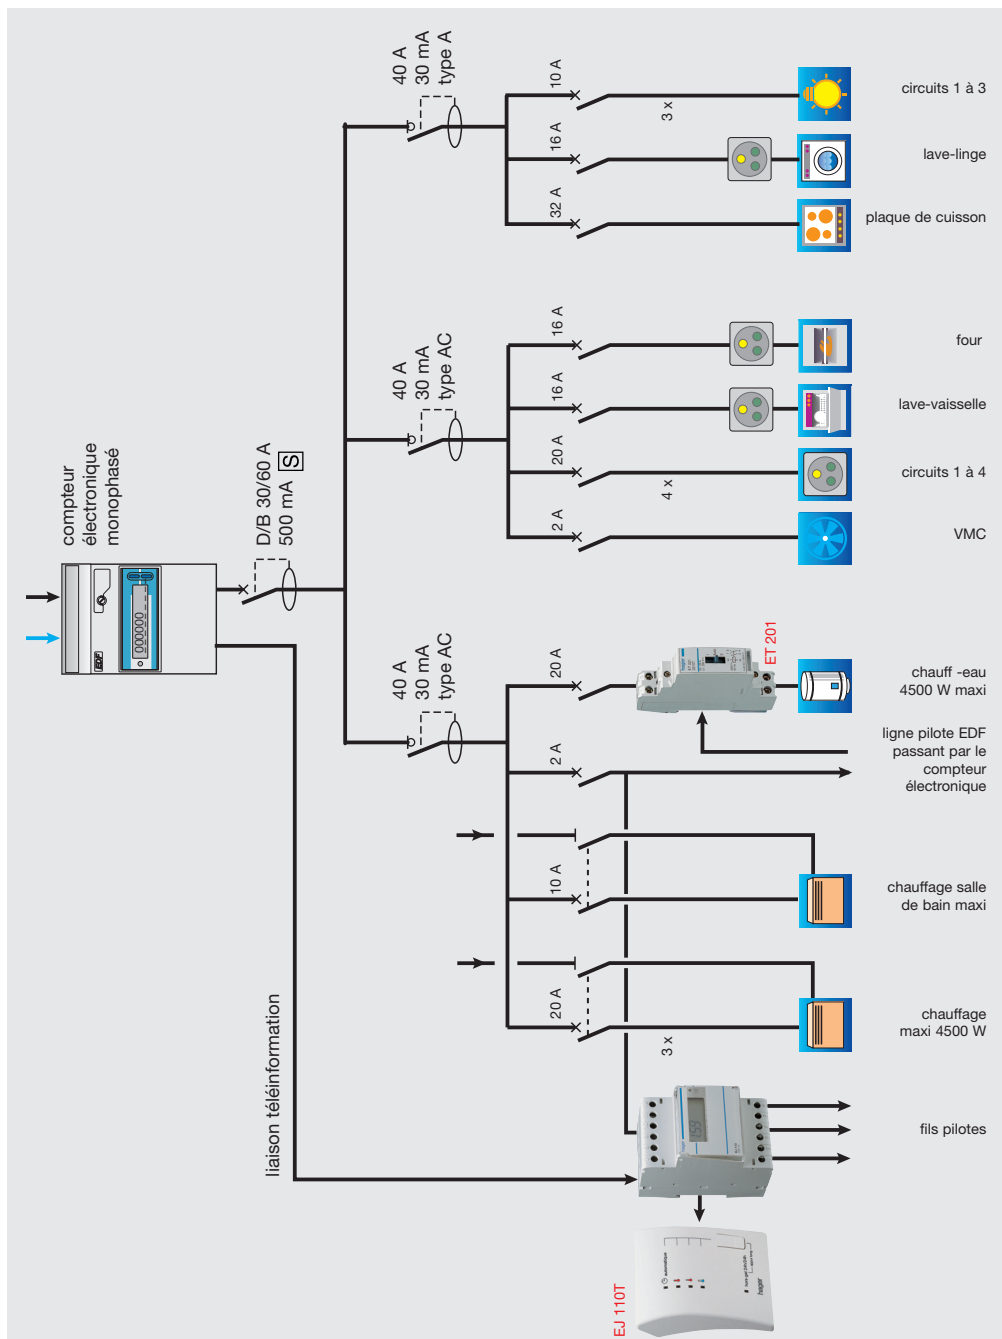 compteur
électronique
monophasé
EDF
000000
D/B 30/60 A
500 mA S
40 A
30 mA
type A
10 A
3 x
circuits 1 à 3
16 A
lave-linge
32 A
plaque de cuisson
40 A
30 mA
type AC
16 A
four
16 A
lave-vaisselle
20 A
4 x
circuits 1 à 4
2 A
VMC
40 A
30 mA
type AC
20 A
hager
ET 201
chauff -eau
4500 W maxi
2 A
ligne pilote EDF
passant par le
compteur
électronique
10 A
chauffage salle
de bain maxi
20 A
3 x
chauffage
maxi 4500 W
liaison téléinformation
fils pilotes
automatique
hager
EJ 110T